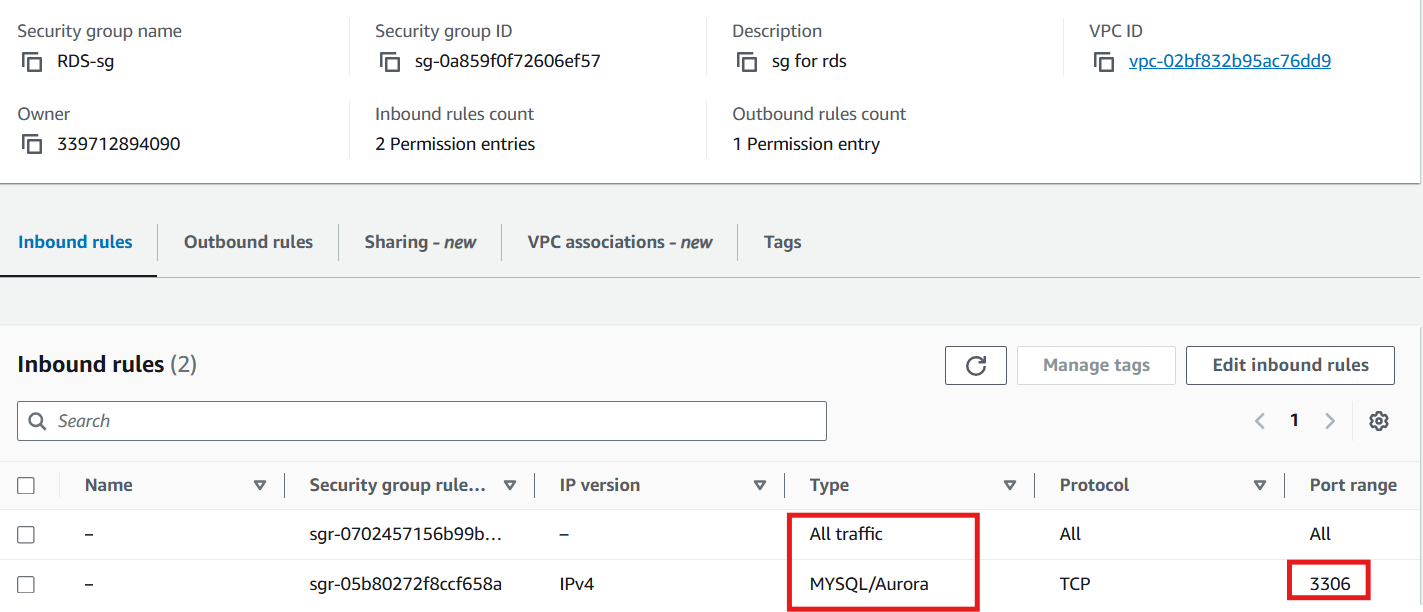 Security group name Security group ID Description VPC ID
RDS-sg sg-0a859f0f72606ef57 sg for rds vpc-02bf832b95ac76dd9
Owner Inbound rules count Outbound rules count
339712894090 2 Permission entries 1 Permission entry
Inbound rules Outbound rules Sharing - new VPC associations - new Tags
Inbound rules (2) Manage tags Edit inbound rules
Search 1
Name Security group rule... IP version Type Protocol Port range
– sgr-0702457156b99b... – All traffic All All
– sgr-05b80272f8ccf658a IPv4 MYSQL/Aurora TCP 3306